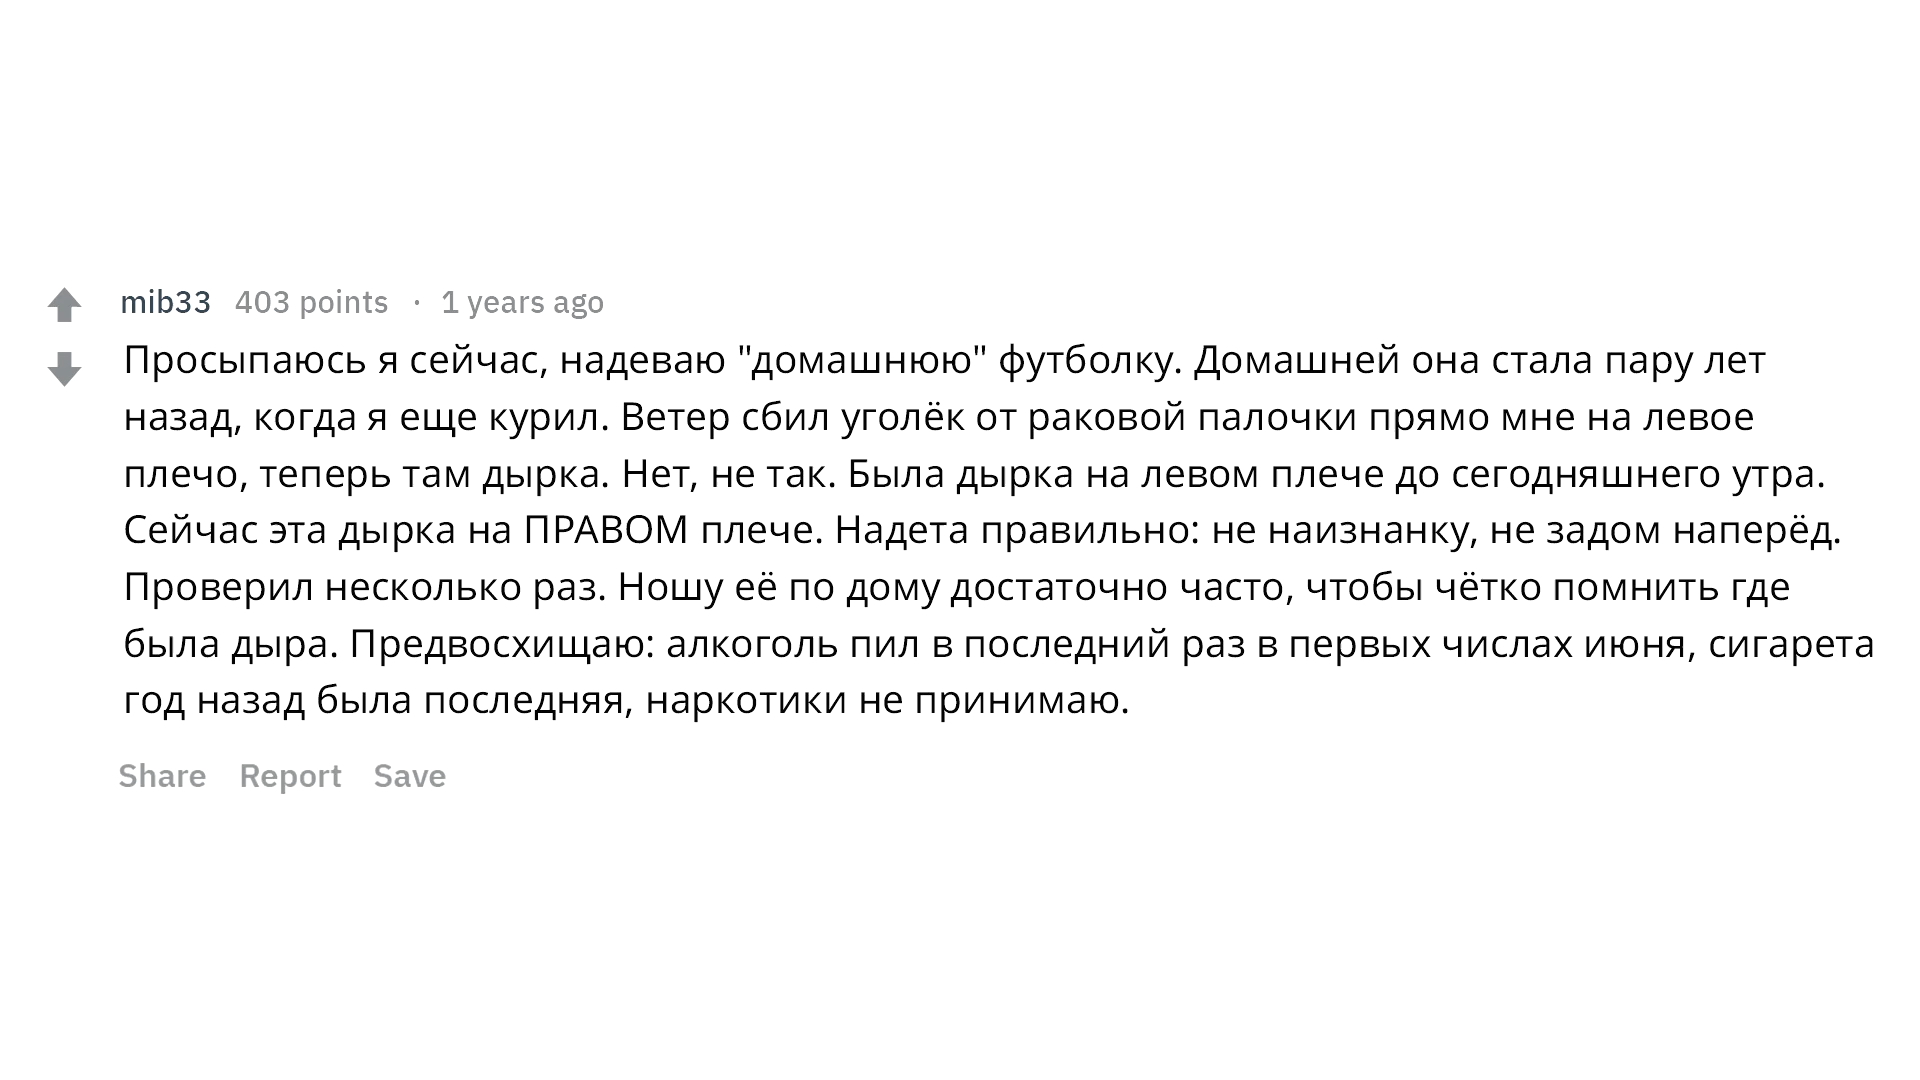 mib33 403 points · 1 years ago
Просыпаюсь я сейчас, надеваю "домашнюю" футболку. Домашней она стала пару лет
назад, когда я еще курил. Ветер сбил уголёк от раковой палочки прямо мне на левое
плечо, теперь там дырка. Нет, не так. Была дырка на левом плече до сегодняшнего утра.
Сейчас эта дырка на ПРАВОМ плече. Надета правильно: не наизнанку, не задом наперёд.
Проверил несколько раз. Ношу её по дому достаточно часто, чтобы чётко помнить где
была дыра. Предвосхищаю: алкоголь пил в последний раз в первых числах июня, сигарета
год назад была последняя, наркотики не принимаю.
Share Report Save